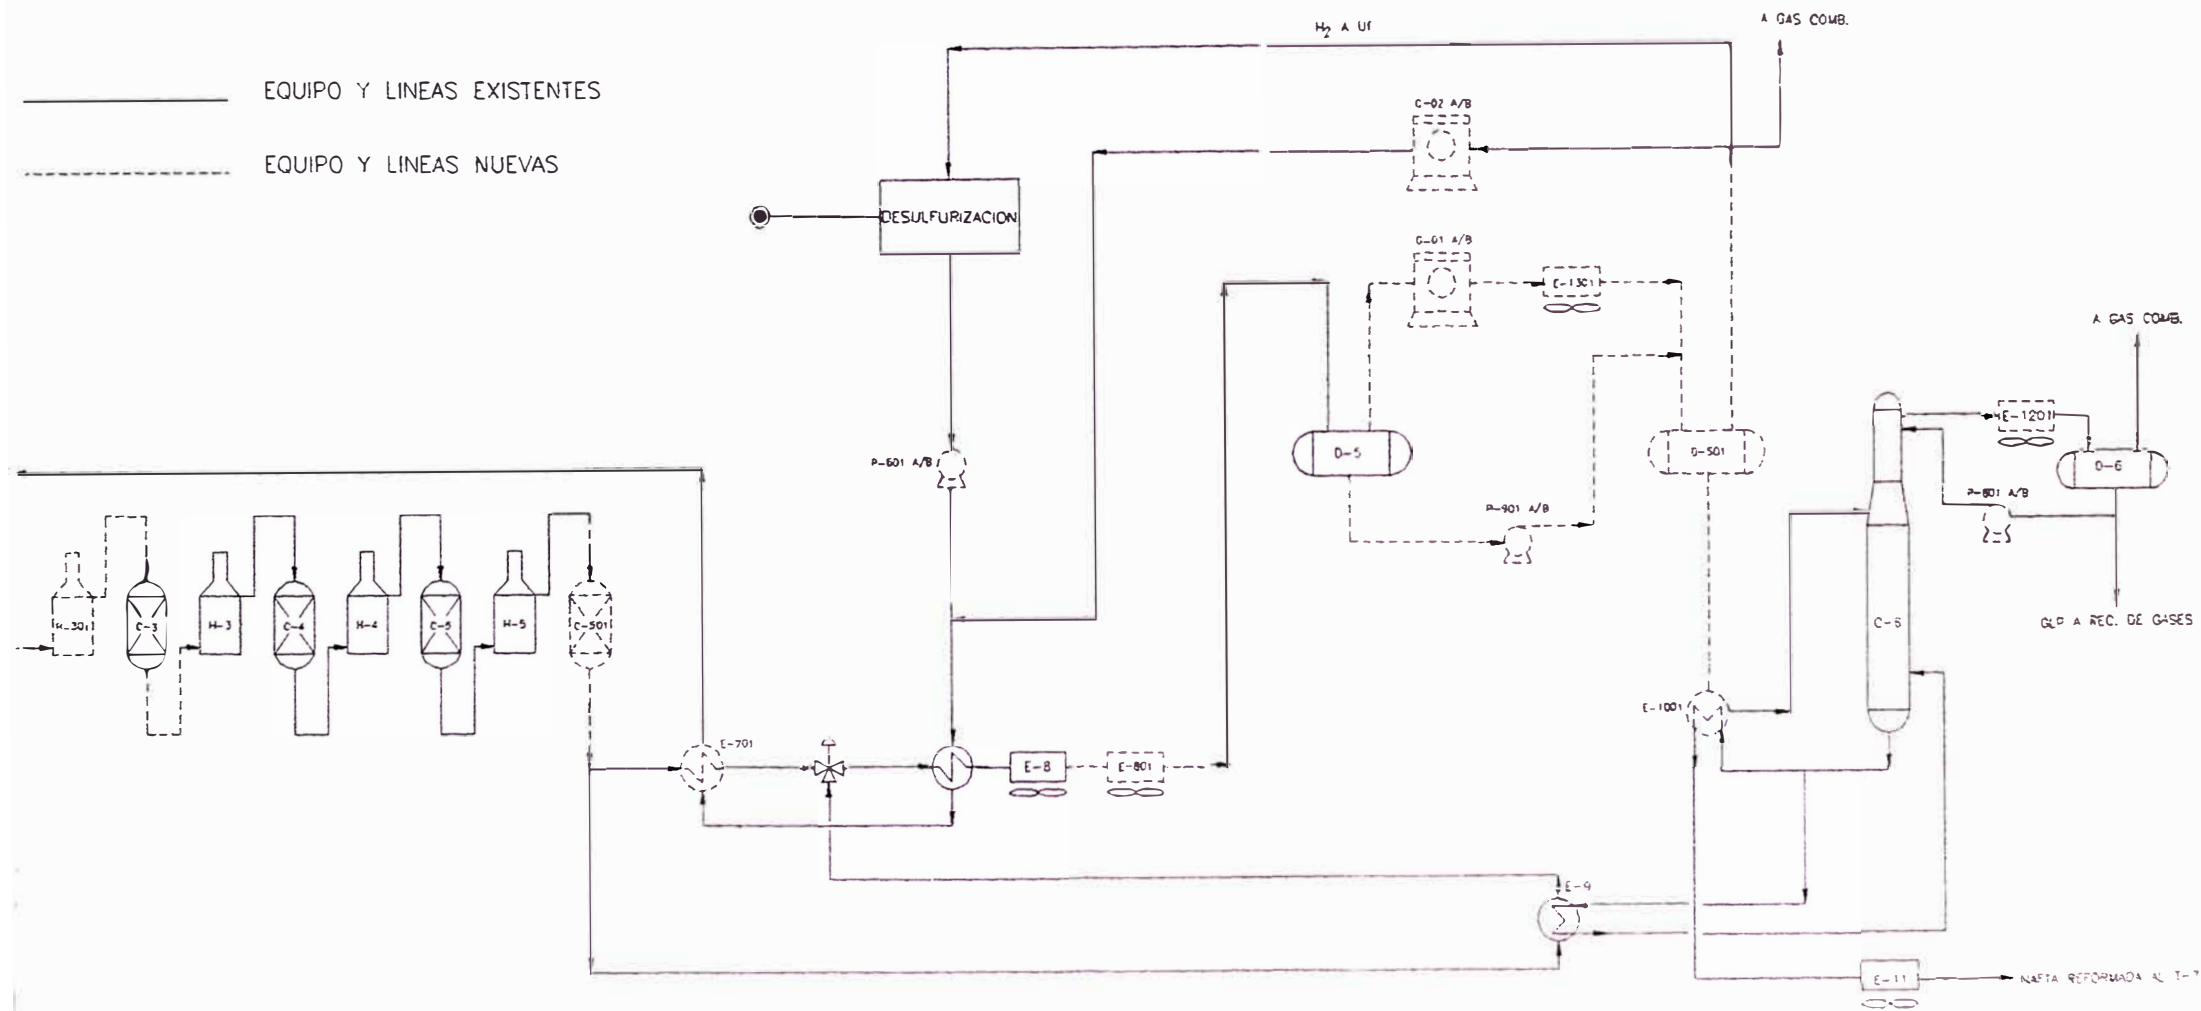 H2 A Uf
A GAS COMB.
EQUIPO Y LINEAS EXISTENTES
C-02 A/B
EQUIPO Y LINEAS NUEVAS
DESULFURIZACION
C-01 A/B
E-1301
A GAS COMB.
E-1201
D-5
D-501
D-6
P-601 A/B
P-801 A/B
P-901 A/B
H-301
C-3
H-3
C-4
H-4
C-5
H-5
C-501
C-6
GLP A REC. DE GASES
E-1001
E-701
E-8
E-801
E-9
E-11
NAFTA REFORMADA AL T-7